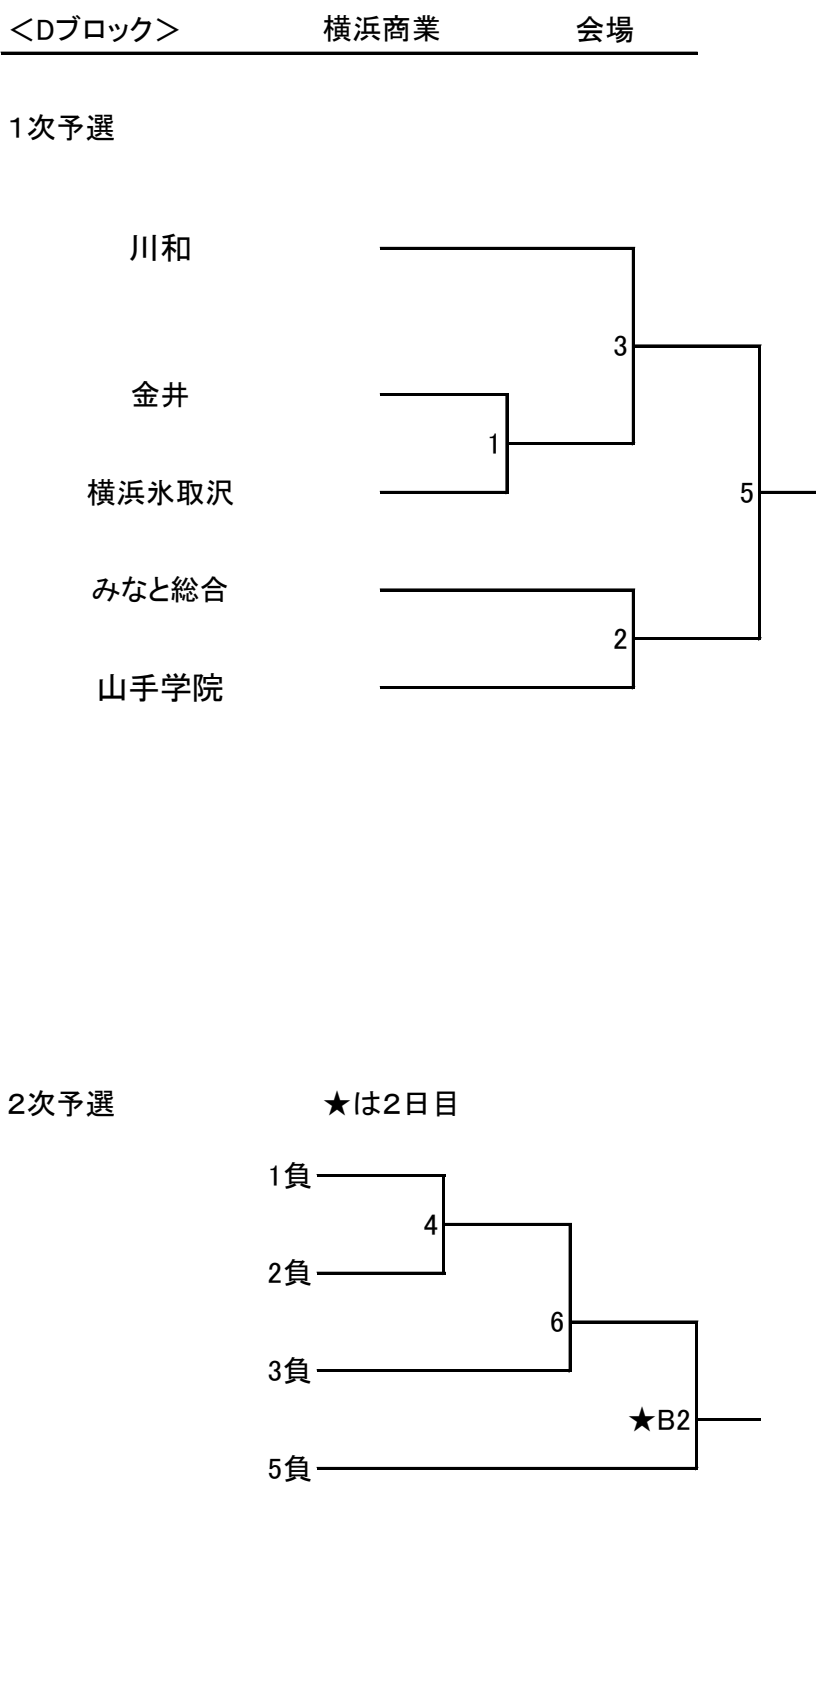 ＜Dブロック＞ 横浜商業 会場
１次予選
川和
3
金井
1
横浜氷取沢
5
みなと総合
2
山手学院
２次予選 ★は２日目
1負
4
2負
6
3負
★B2
5負